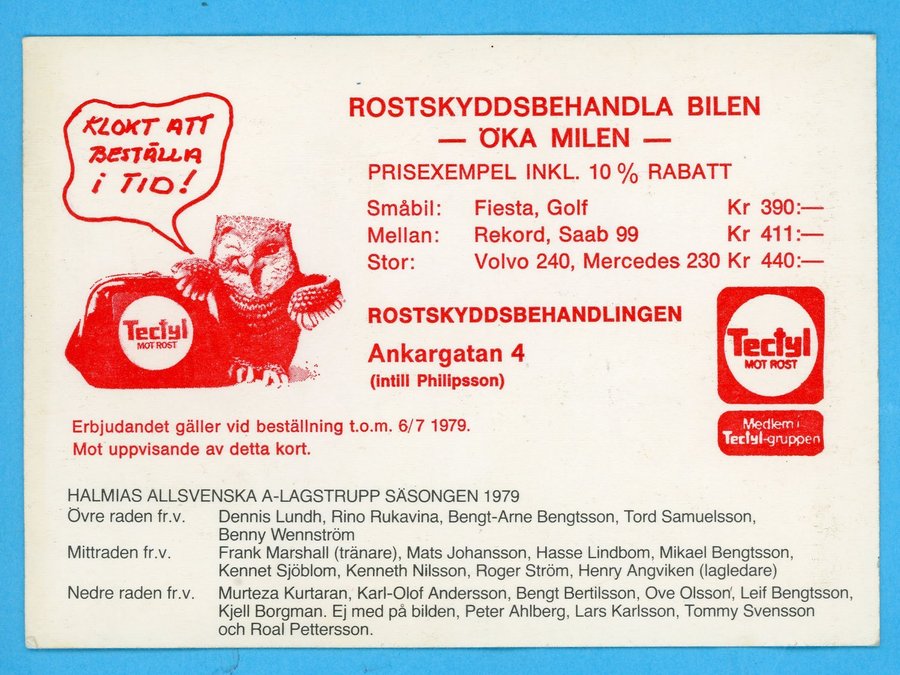 KLOKT ATT
BESTÄLLA
i TID!
ROSTSKYDDSBEHANDLA BILEN
— ÖKA MILEN —
PRISEXEMPEL INKL. 10 % RABATT
Småbil: Fiesta, Golf Kr 390:—
Mellan: Rekord, Saab 99 Kr 411:—
Stor: Volvo 240, Mercedes 230 Kr 440:—
ROSTSKYDDSBEHANDLINGEN
Ankargatan 4
(intill Philipsson)
Tectyl
MOT ROST
Tectyl
MOT ROST
Medlem i
Tectyl-gruppen
Erbjudandet gäller vid beställning t.o.m. 6/7 1979.
Mot uppvisande av detta kort.
HALMIAS ALLSVENSKA A-LAGSTRUPP SÄSONGEN 1979
Övre raden fr.v. Dennis Lundh, Rino Rukavina, Bengt-Arne Bengtsson, Tord Samuelsson,
Benny Wennström
Mittraden fr.v. Frank Marshall (tränare), Mats Johansson, Hasse Lindbom, Mikael Bengtsson,
Kennet Sjöblom, Kenneth Nilsson, Roger Ström, Henry Angviken (lagledare)
Nedre raden fr.v. Murteza Kurtaran, Karl-Olof Andersson, Bengt Bertilsson, Ove Olsson, Leif Bengtsson,
Kjell Borgman. Ej med på bilden, Peter Ahlberg, Lars Karlsson, Tommy Svensson
och Roal Pettersson.